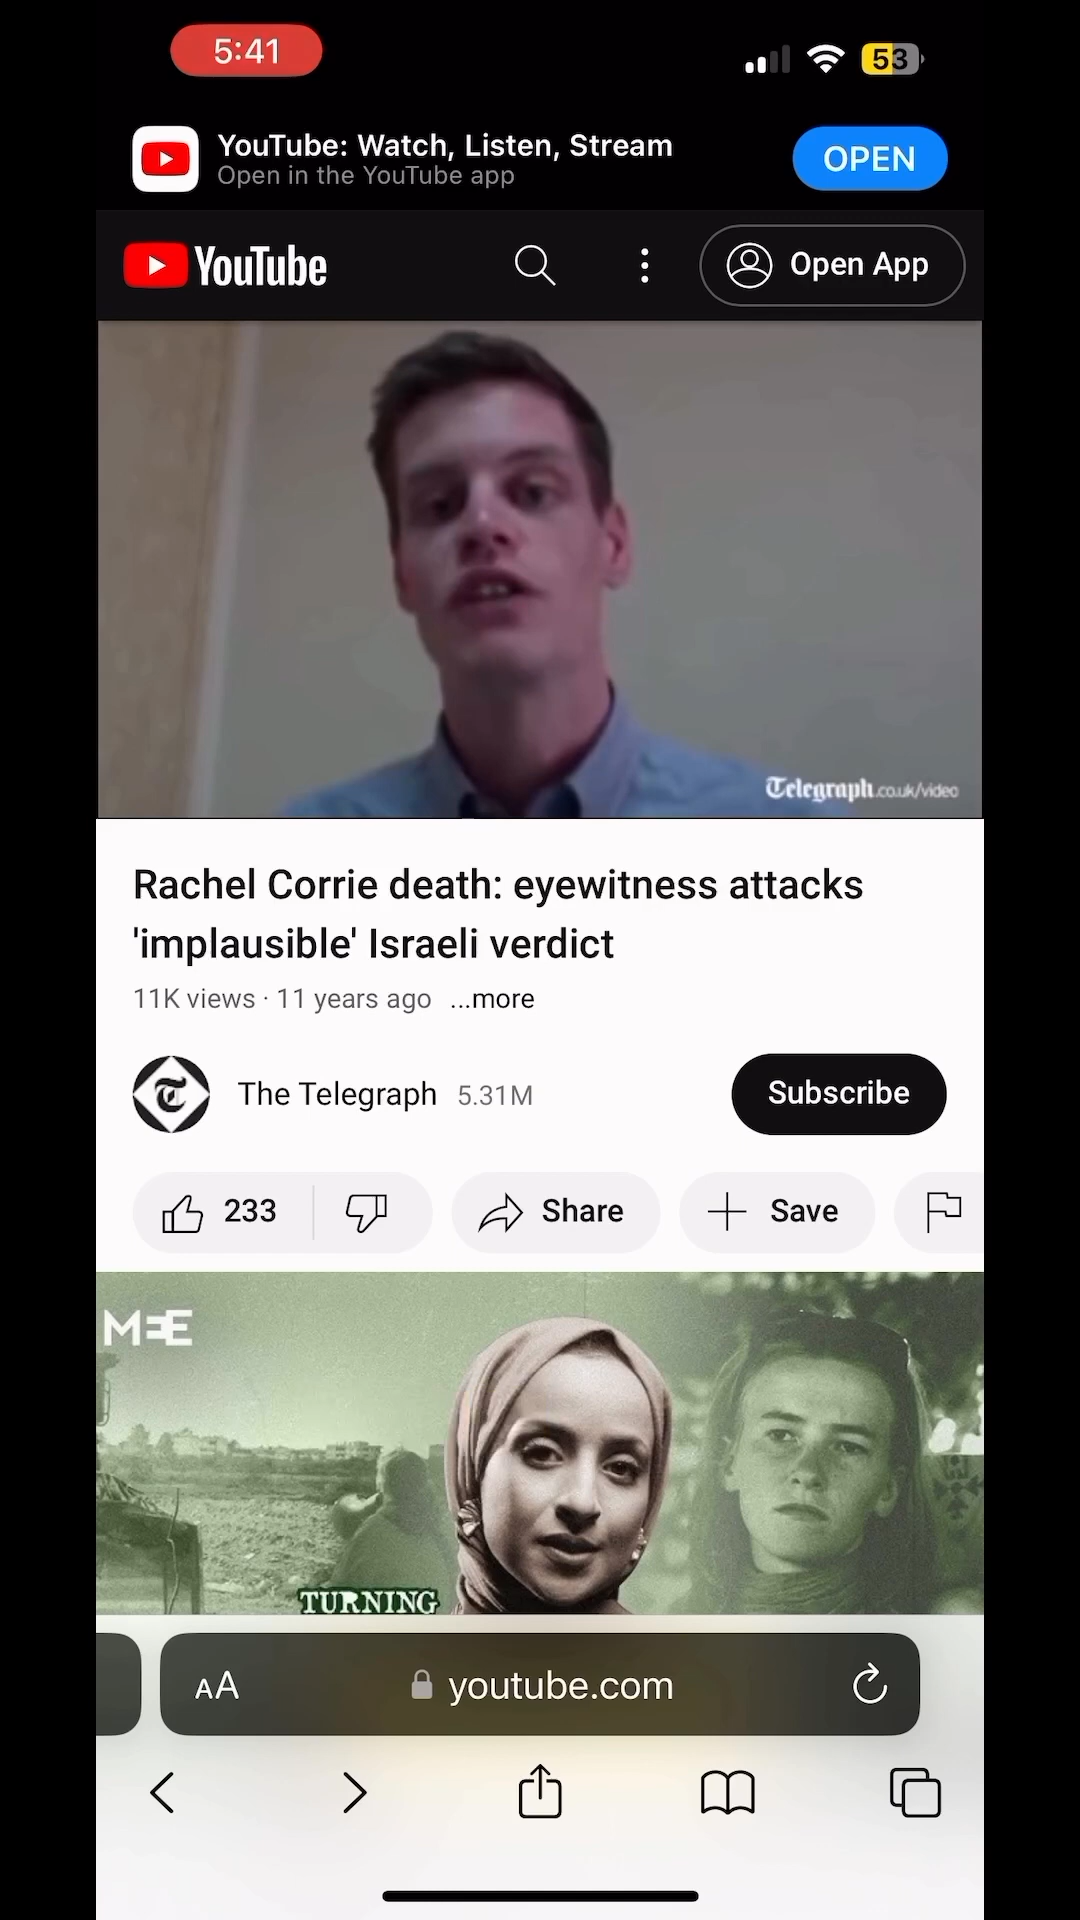 5:41
53
YouTube: Watch, Listen, Stream
Open in the YouTube app
OPEN
YouTube
Open App
Telegraph.co.uk/video
Rachel Corrie death: eyewitness attacks
'implausible' Israeli verdict
11K views · 11 years ago ...more
The Telegraph 5.31M
Subscribe
233
Share
Save
MEE
TURNING
AA
youtube.com